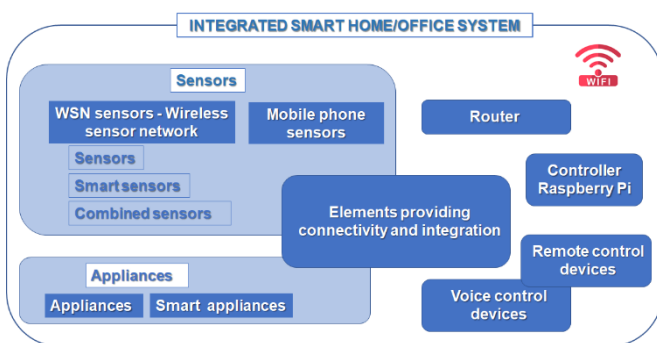 INTEGRATED SMART HOME/OFFICE SYSTEM
WIFI
Sensors
WSN sensors - Wireless
sensor network
Mobile phone
sensors
Sensors
Smart sensors
Combined sensors
Router
Controller
Raspberry Pi
Elements providing
connectivity and integration
Remote control
devices
Voice control
devices
Appliances
Appliances
Smart appliances